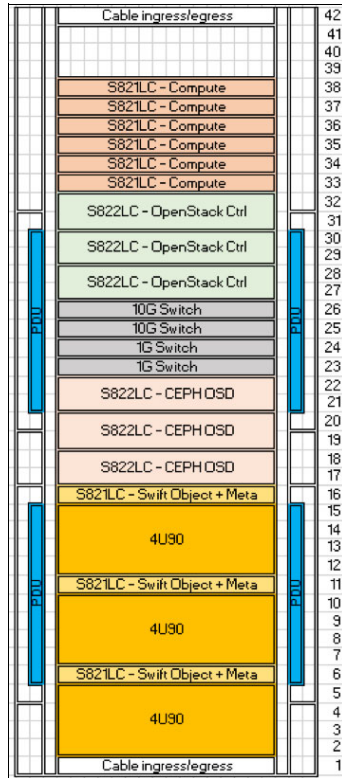 Cable ingress/egress 42
41
40
39
S821LC - Compute 38
S821LC - Compute 37
S821LC - Compute 36
S821LC - Compute 35
S821LC - Compute 34
S821LC - Compute 33
32
S822LC - OpenStack Ctrl
31
30
S822LC - OpenStack Ctrl
29
28
S822LC - OpenStack Ctrl
27
10G Switch 26
PDU 10G Switch PDU 25
1G Switch 24
1G Switch 23
22
S822LC - CEPH OSD
21
20
S822LC - CEPH OSD
19
18
S822LC - CEPH OSD
17
S821LC - Swift Object + Meta 16
15
14
4U90
13
12
PDU S821LC - Swift Object + Meta PDU 11
10
9
4U90
8
7
S821LC - Swift Object + Meta 6
5
4
4U90
3
2
Cable ingress/egress 1